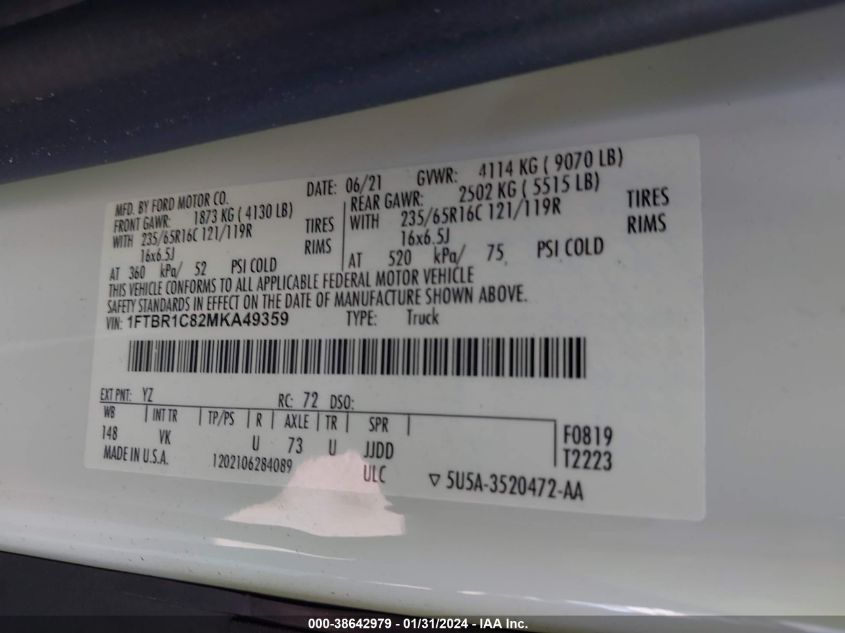 MFD. BY FORD MOTOR CO. DATE: 06/21 GVWR: 4114 KG ( 9070 LB)
FRONT GAWR: 1873 KG ( 4130 LB) REAR GAWR: 2502 KG ( 5515 LB)
WITH 235/65R16C 121/119R TIRES WITH 235/65R16C 121/119R TIRES
16x6.5J RIMS 16x6.5J RIMS
AT 360 kPa/ 52 PSI COLD AT 520 kPa/ 75 PSI COLD
THIS VEHICLE CONFORMS TO ALL APPLICABLE FEDERAL MOTOR VEHICLE
SAFETY STANDARDS IN EFFECT ON THE DATE OF MANUFACTURE SHOWN ABOVE.
VIN: 1FTBR1C82MKA49359 TYPE: Truck
EXT PNT: YZ RC: 72 DSO:
WB INT TR TP/PS R AXLE TR SPR
148 VK U 73 U JJDD F0819
MADE IN U.S.A. 1202106284089 ULC T2223
5U5A-3520472-AA
000-38642979 - 01/31/2024 - IAA Inc.